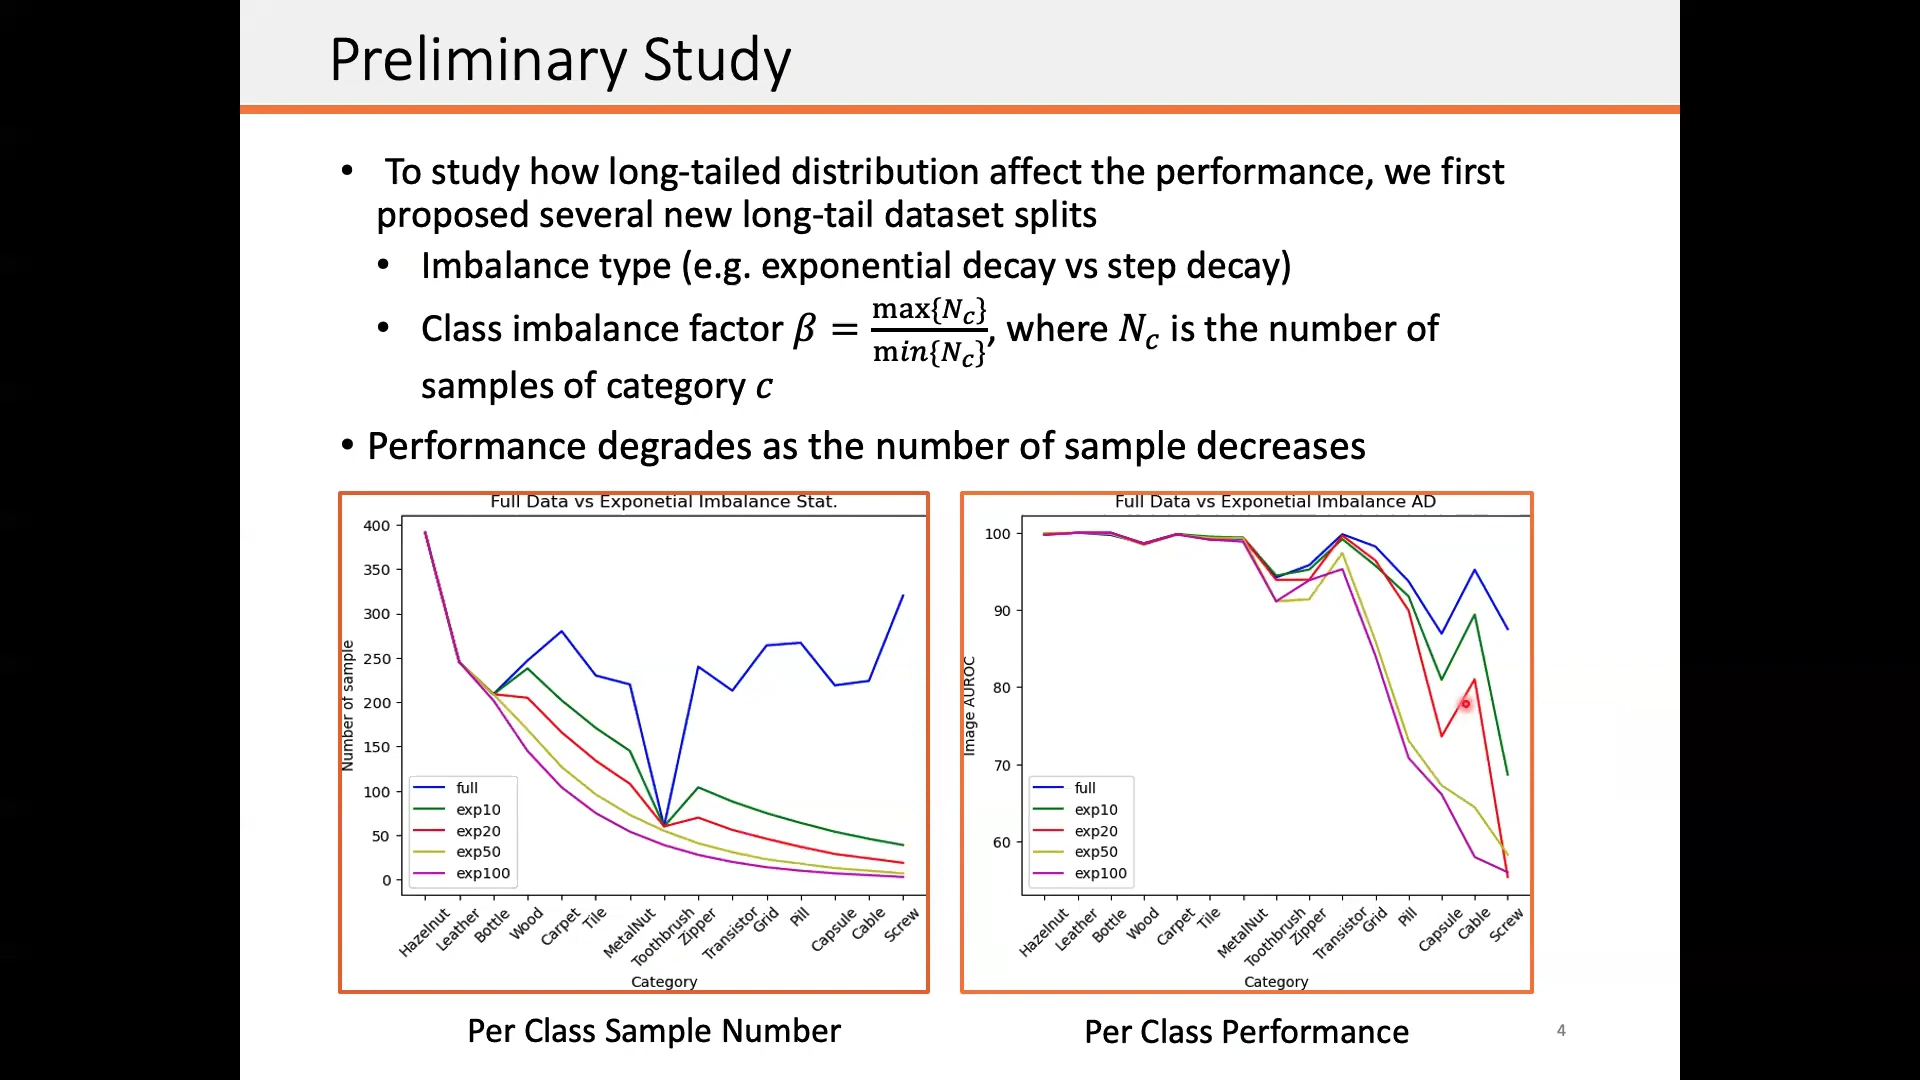 Preliminary Study
• To study how long-tailed distribution affect the performance, we first
proposed several new long-tail dataset splits
• Imbalance type (e.g. exponential decay vs step decay)
• Class imbalance factor β = max{N_c} / min{N_c}, where N_c is the number of
samples of category c
• Performance degrades as the number of sample decreases
Full Data vs Exponetial Imbalance Stat.
400
350
300
250
200
150
100
50
0
Number of sample
full
exp10
exp20
exp50
exp100
Hazelnut
Leather
Bottle
Wood
Carpet
Tile
MetalNut
Toothbrush
Zipper
Transistor
Grid
Pill
Capsule
Cable
Screw
Category
Per Class Sample Number
Full Data vs Exponetial Imbalance AD
100
90
80
70
60
Image AUROC
full
exp10
exp20
exp50
exp100
Hazelnut
Leather
Bottle
Wood
Carpet
Tile
MetalNut
Toothbrush
Zipper
Transistor
Grid
Pill
Capsule
Cable
Screw
Category
Per Class Performance
4